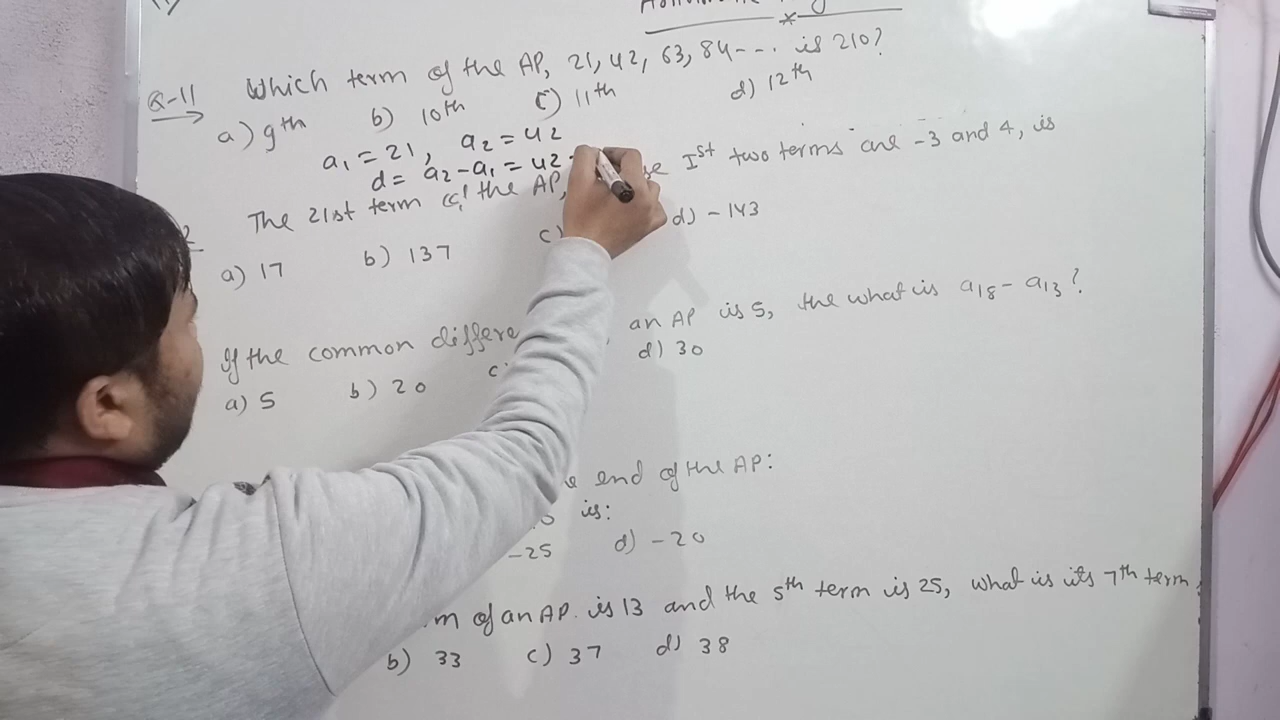 Q-11 Which term of the AP, 21, 42, 63, 84---. is 210?
a) 9th b) 10th c) 11th d) 12th
a1 = 21, a2 = 42
d = a2 - a1 = 42 -
2 The 21st term of the AP, Ist two terms are -3 and 4, is
a) 17 b) 137 c) d) -143
If the common differe an AP is 5, the what is a18 - a13?
a) 5 b) 20 c) d) 30
end of the AP:
is:
-25 d) -20
of an AP. is 13 and the 5th term is 25, what is its 7th term
b) 33 c) 37 d) 38